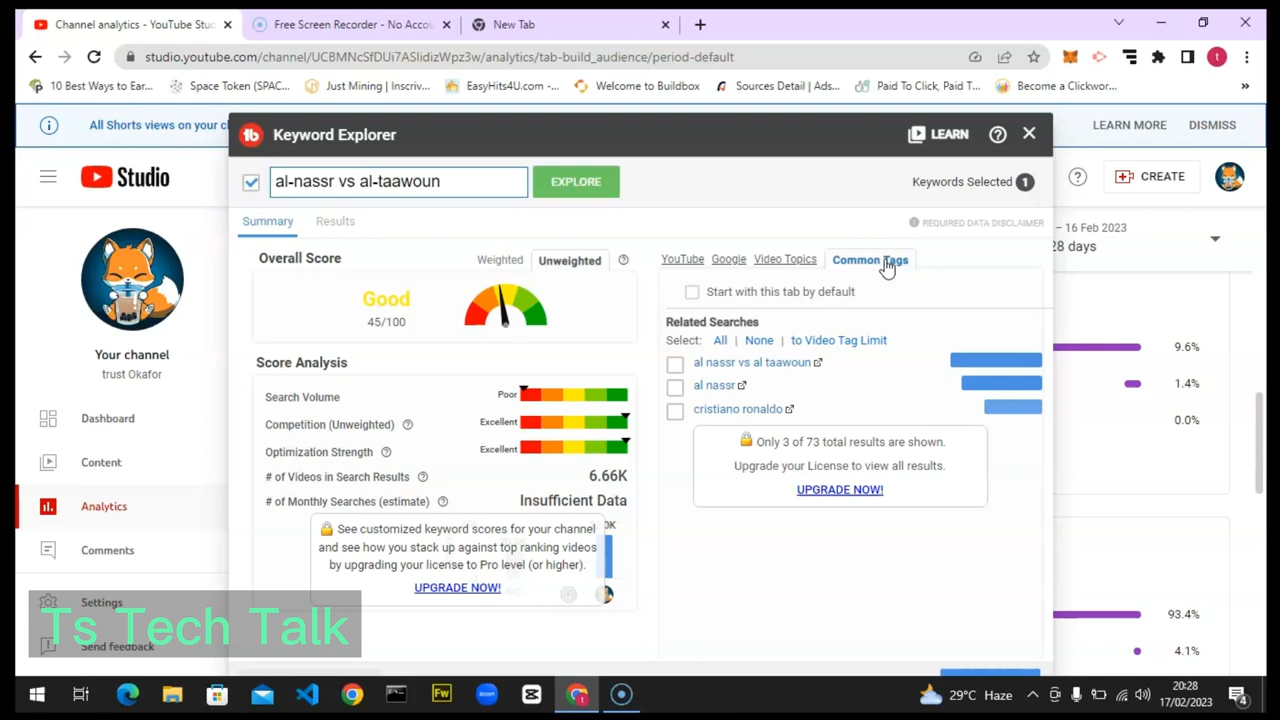 Channel analytics - YouTube Stu
Free Screen Recorder - No Accou
New Tab
studio.youtube.com/channel/UCBMNcSfDUi7ASIidizWpz3w/analytics/tab-build_audience/period-default
t
10 Best Ways to Ear...
Space Token (SPAC...
Just Mining | Inscriv...
EasyHits4U.com -...
Welcome to Buildbox
Sources Detail | Ads...
Paid To Click, Paid T...
Become a Clickwor...
»
All Shorts views on your c
LEARN MORE
DISMISS
tb
Keyword Explorer
LEARN
Studio
al-nassr vs al-taawoun
EXPLORE
Keywords Selected 1
CREATE
Summary
Results
REQUIRED DATA DISCLAIMER
– 16 Feb 2023
28 days
Overall Score
Weighted
Unweighted
YouTube
Google
Video Topics
Common Tags
Good
45/100
Start with this tab by default
Related Searches
Select: All | None | to Video Tag Limit
al nassr vs al taawoun
al nassr
cristiano ronaldo
Only 3 of 73 total results are shown.
Upgrade your License to view all results.
UPGRADE NOW!
9.6%
1.4%
0.0%
Your channel
trust Okafor
Score Analysis
Search Volume
Poor
Competition (Unweighted)
Excellent
Optimization Strength
Excellent
# of Videos in Search Results
6.66K
# of Monthly Searches (estimate)
Insufficient Data
See customized keyword scores for your channel
and see how you stack up against top ranking videos
by upgrading your license to Pro level (or higher).
UPGRADE NOW!
Dashboard
Content
Analytics
Comments
Settings
Send feedback
Ts Tech Talk
93.4%
4.1%
Fw
zoom
t
29°C Haze
20:28
17/02/2023
4